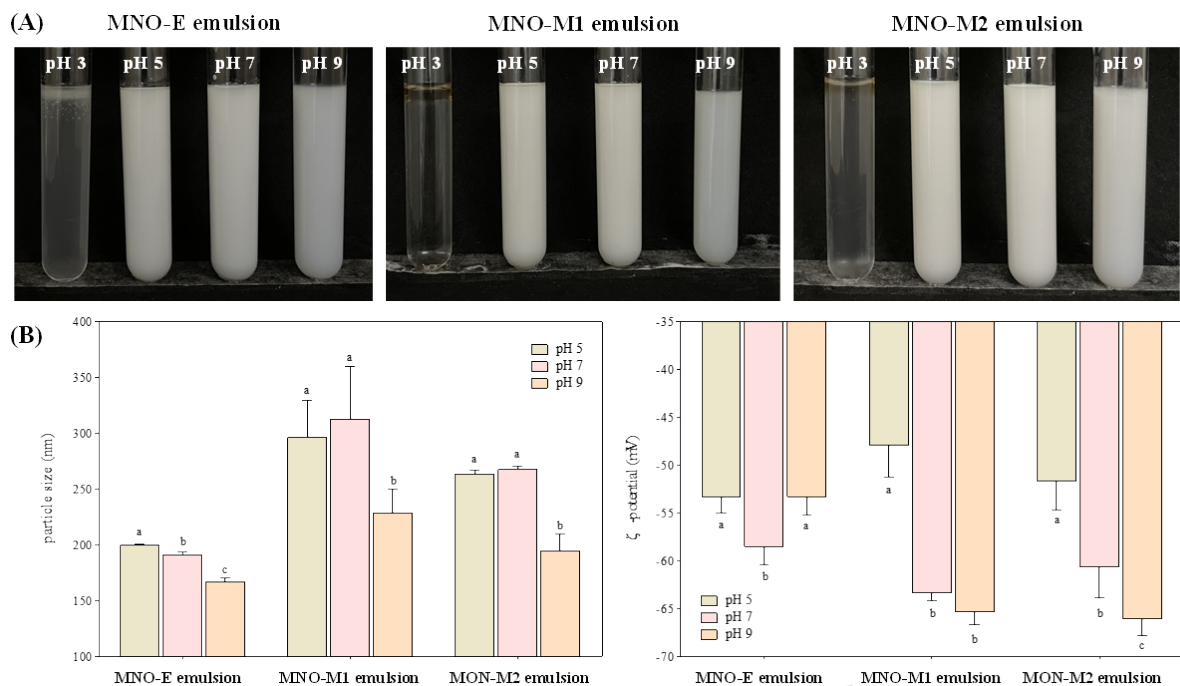 (A)
MNO-E emulsion
MNO-M1 emulsion
MNO-M2 emulsion
pH 3 pH 5 pH 7 pH 9
pH 3 pH 5 pH 7 pH 9
pH 3 pH 5 pH 7 pH 9
(B)
400
350
300
250
200
150
100
particle size (nm)
pH 5
pH 7
pH 9
a b c
a a b
a a b
MNO-E emulsion MNO-M1 emulsion MON-M2 emulsion
-35
-40
-45
-50
-55
-60
-65
-70
ζ -potential (mV)
a b a
a b b
a b c
pH 5
pH 7
pH 9
MNO-E emulsion MNO-M1 emulsion MON-M2 emulsion